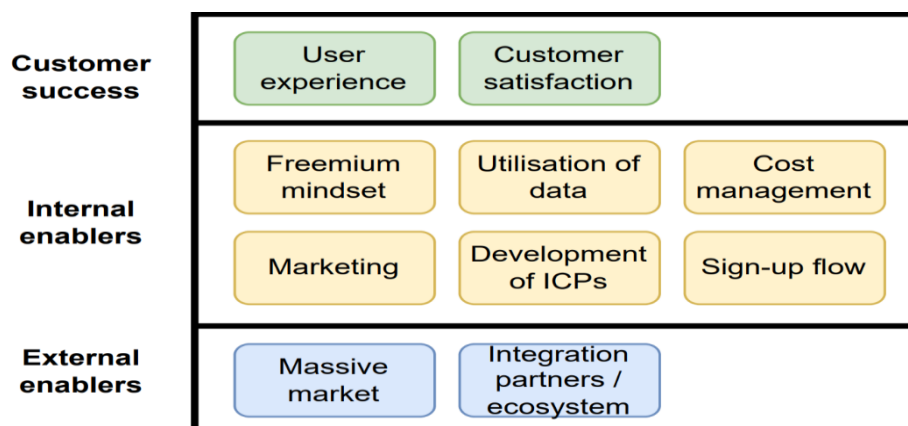 Customer
success
User
experience
Customer
satisfaction
Internal
enablers
Freemium
mindset
Utilisation of
data
Cost
management
Marketing
Development
of ICPs
Sign-up flow
External
enablers
Massive
market
Integration
partners /
ecosystem